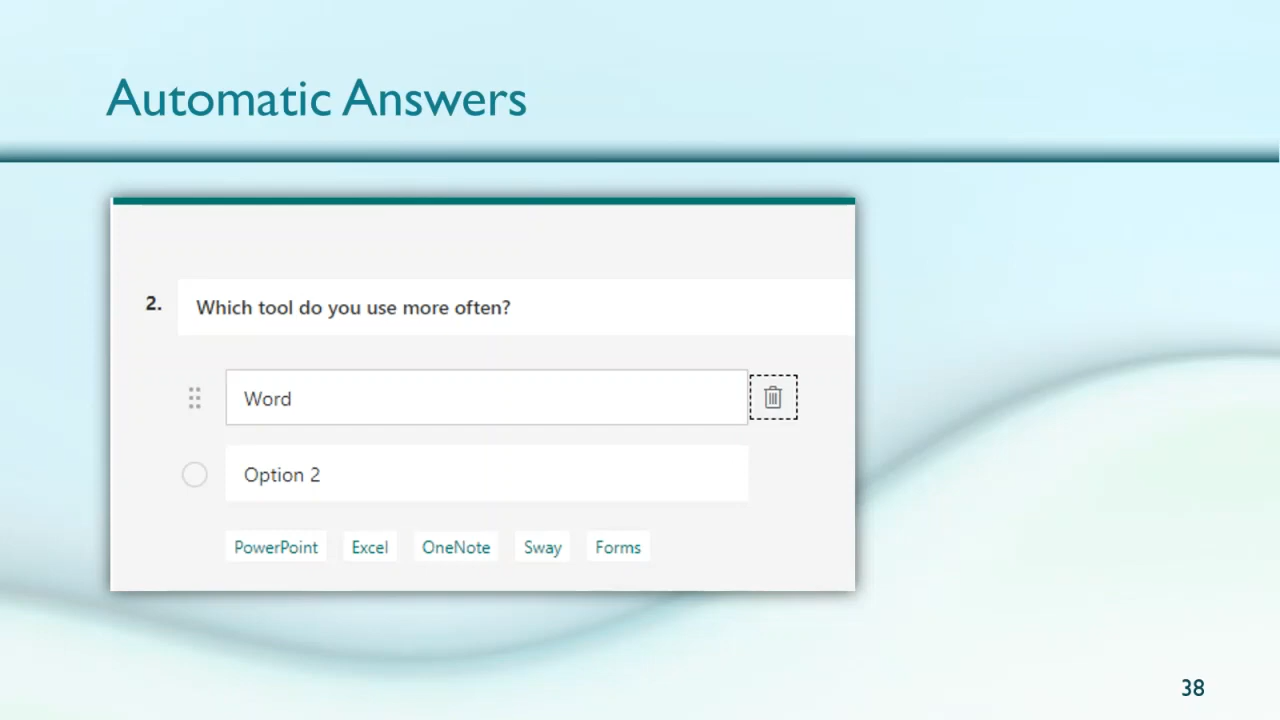 Automatic Answers
2. Which tool do you use more often?
Word
Option 2
PowerPoint Excel OneNote Sway Forms
38